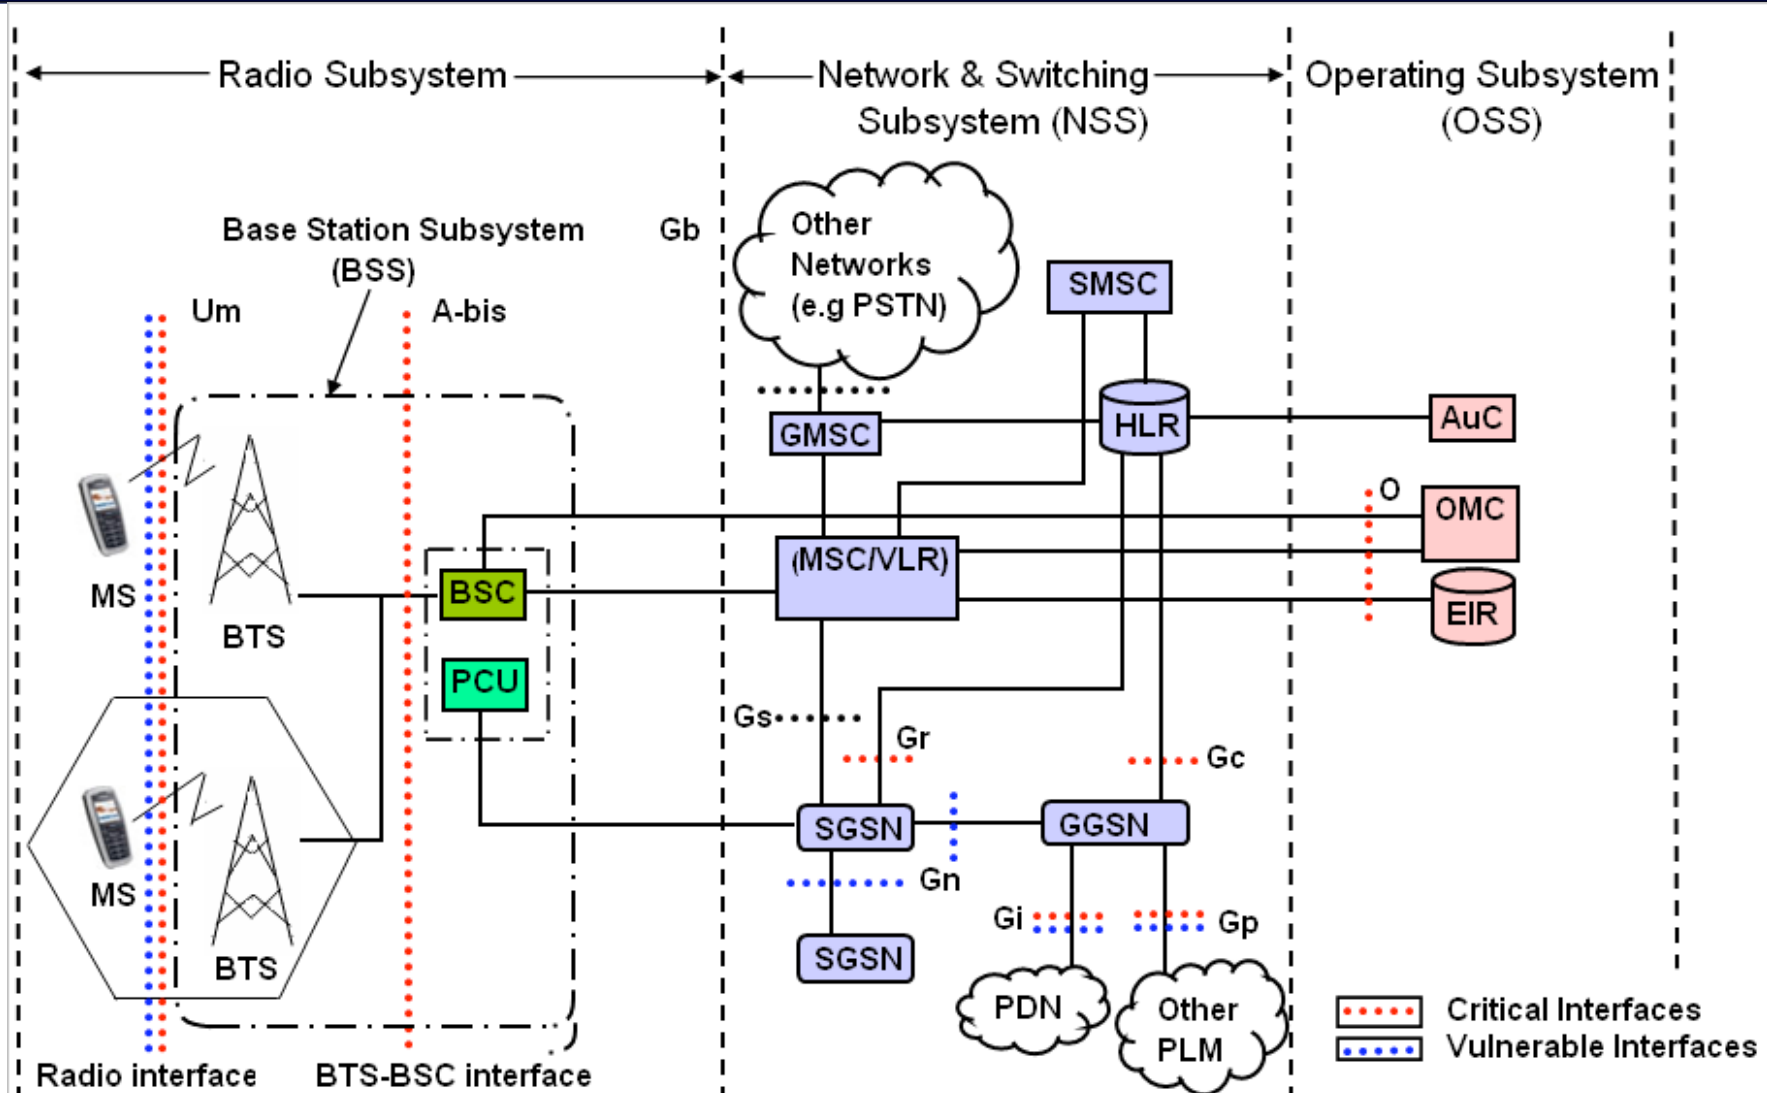 Radio Subsystem
Network & Switching
Subsystem (NSS)
Operating Subsystem
(OSS)
Base Station Subsystem
(BSS)
Gb
Other
Networks
(e.g PSTN)
SMSC
Um
A-bis
GMSC
HLR
AuC
O
OMC
(MSC/VLR)
EIR
MS
BTS
BSC
PCU
Gs
Gr
Gc
SGSN
GGSN
Gn
MS
BTS
Gi
Gp
SGSN
PDN
Other
PLM
Critical Interfaces
Vulnerable Interfaces
Radio interface
BTS-BSC interface